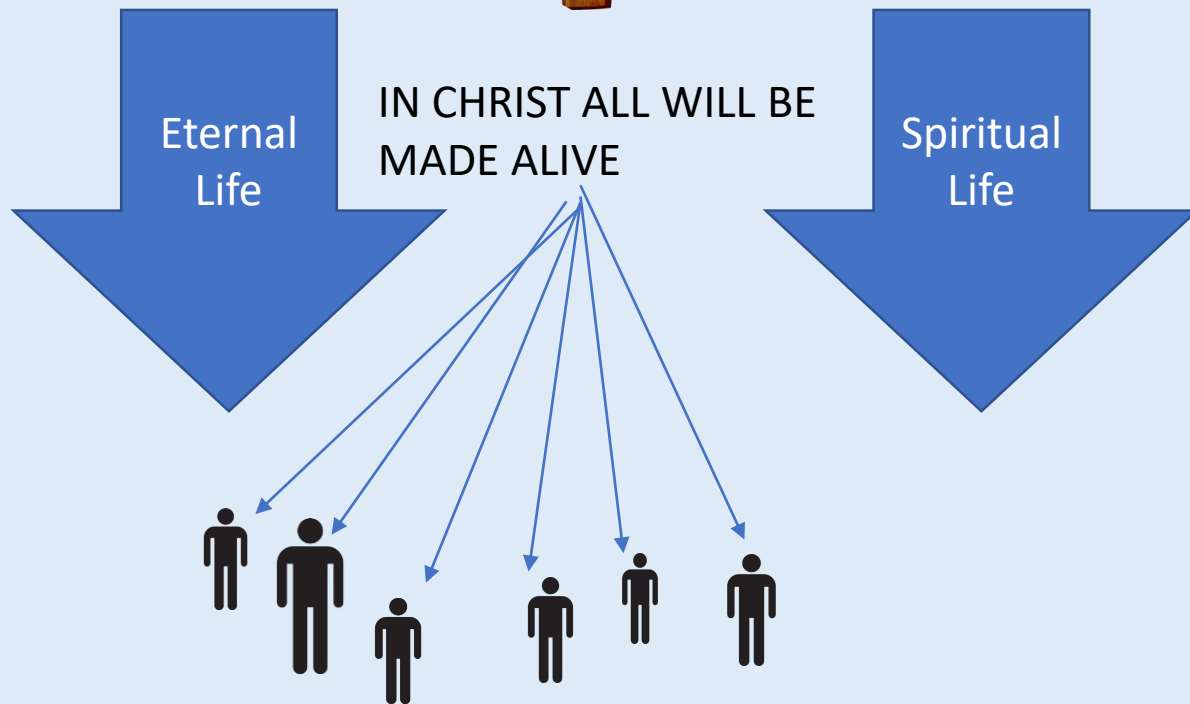 Eternal
Life
IN CHRIST ALL WILL BE
MADE ALIVE
Spiritual
Life